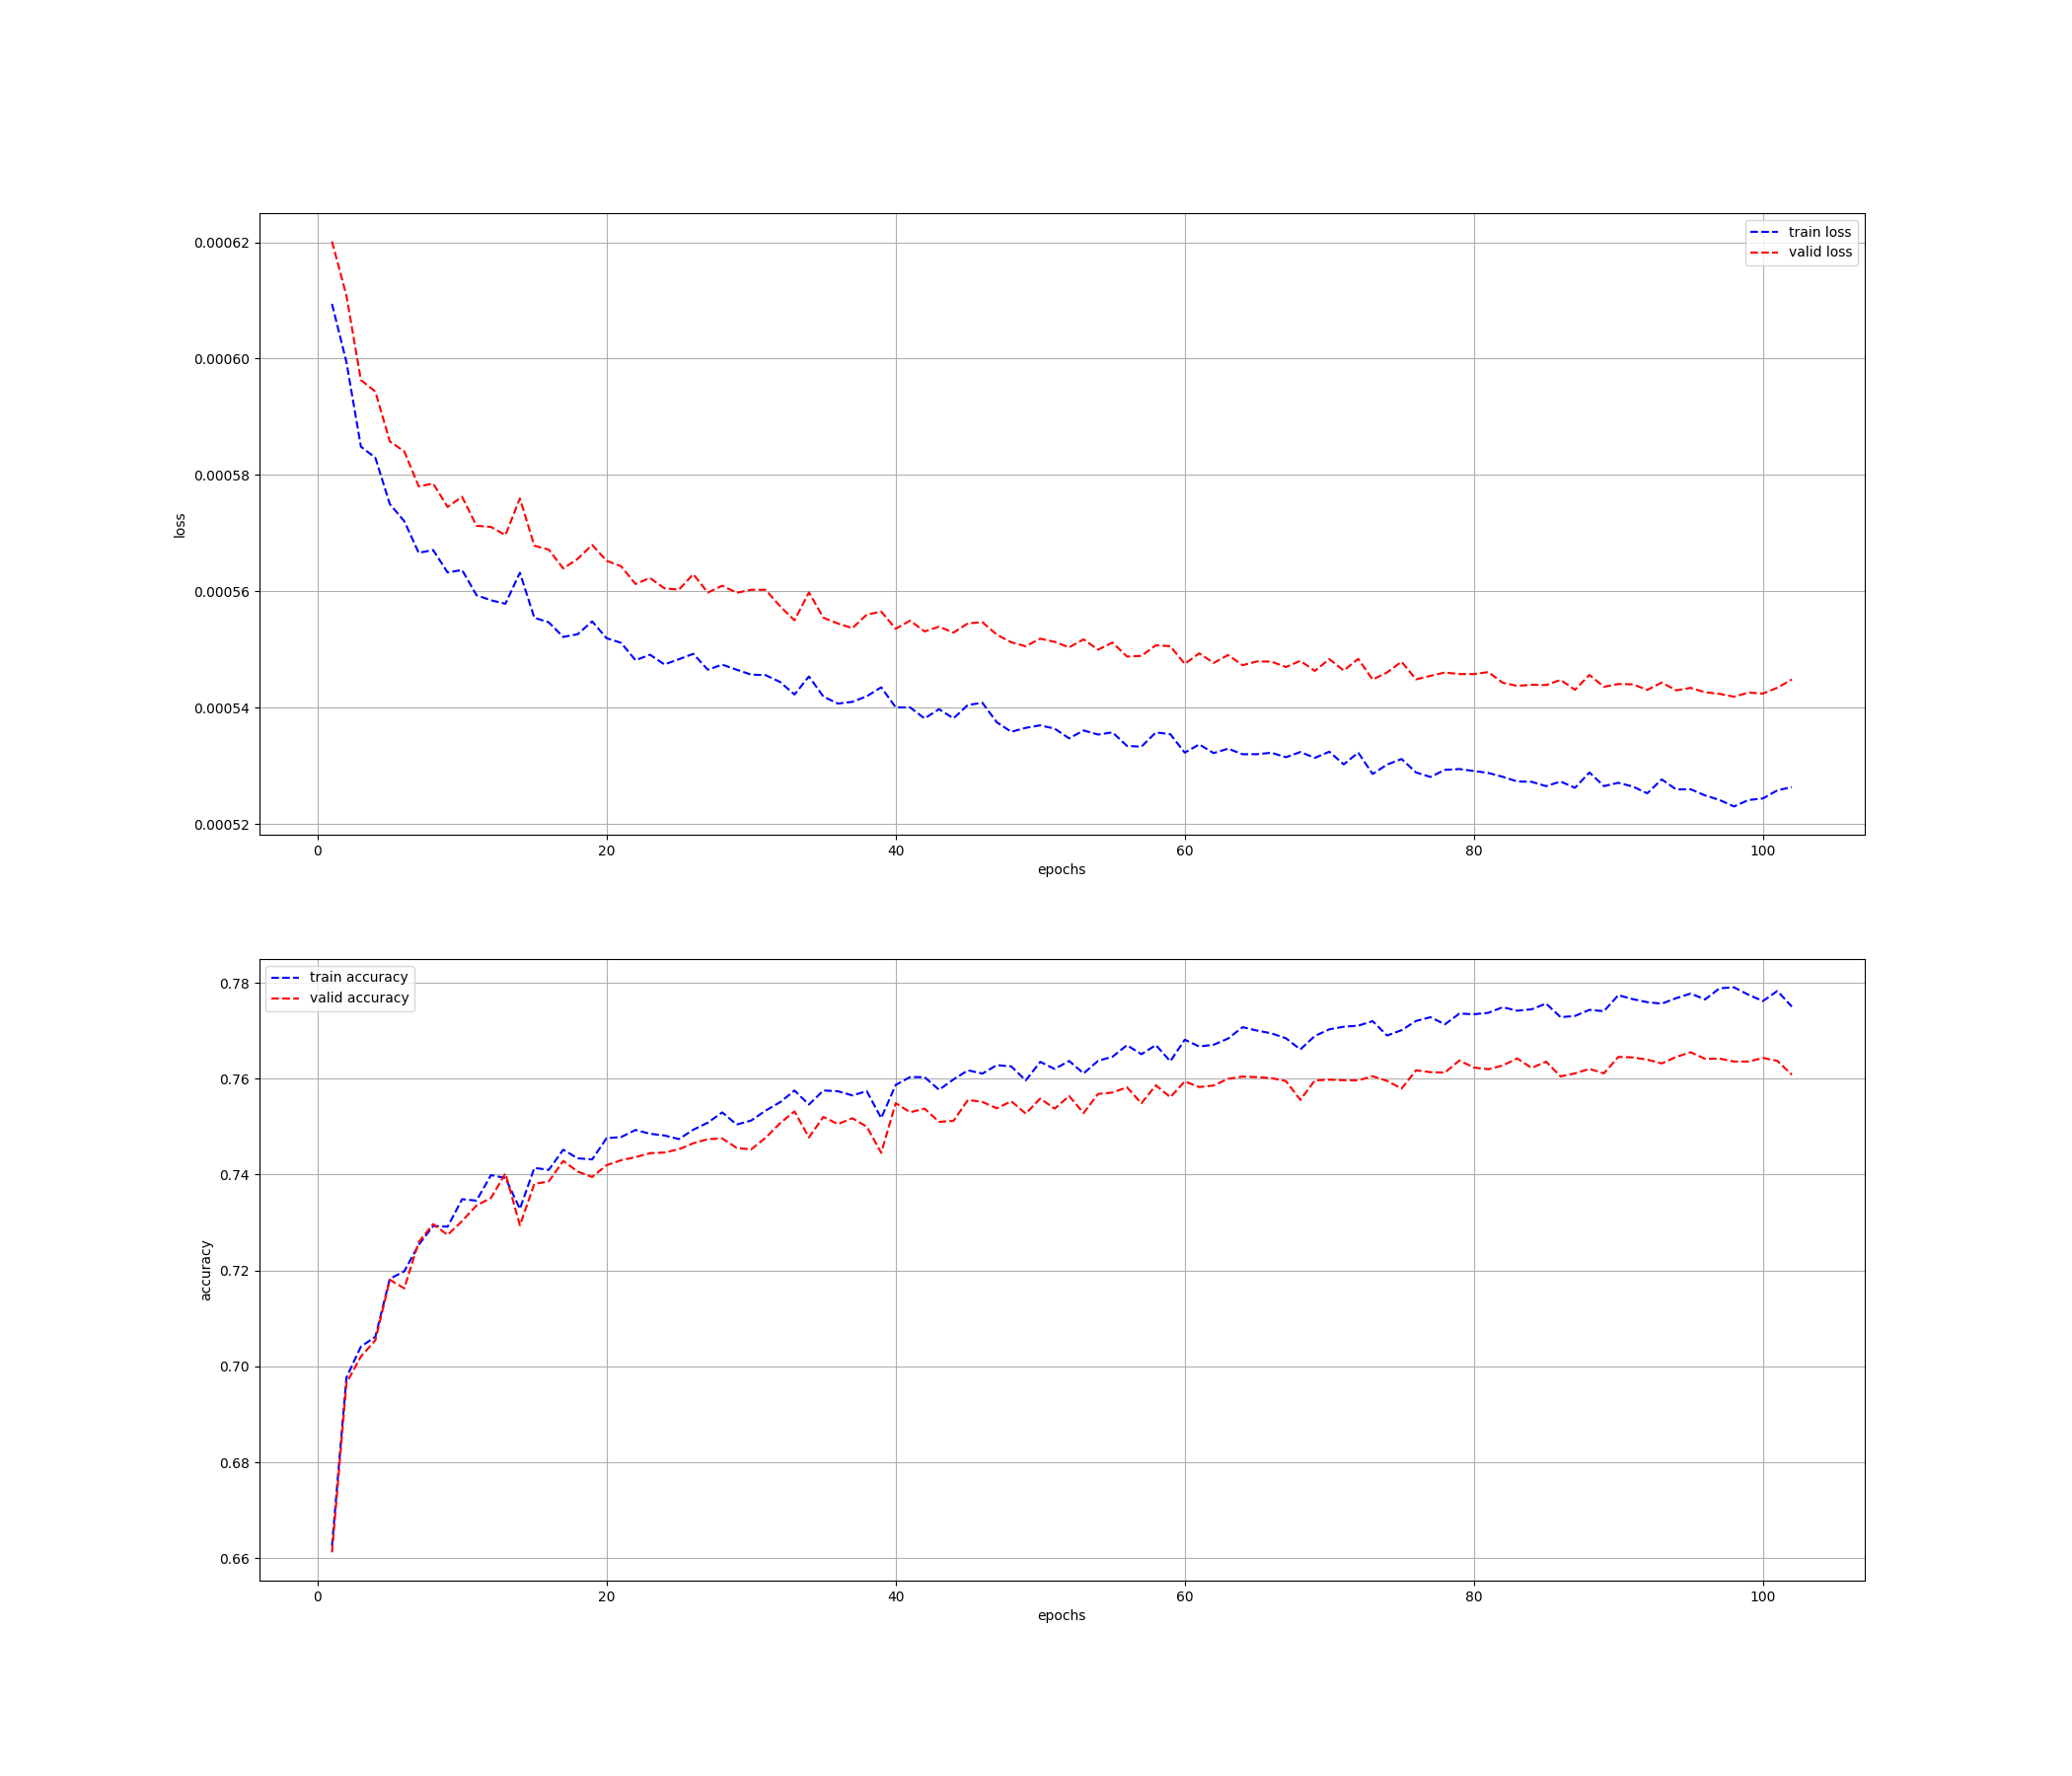 train loss
valid loss
0.00062
0.00060
0.00058
0.00056
0.00054
0.00052
loss
0 20 40 60 80 100
epochs
train accuracy
valid accuracy
0.78
0.76
0.74
0.72
0.70
0.68
0.66
accuracy
0 20 40 60 80 100
epochs